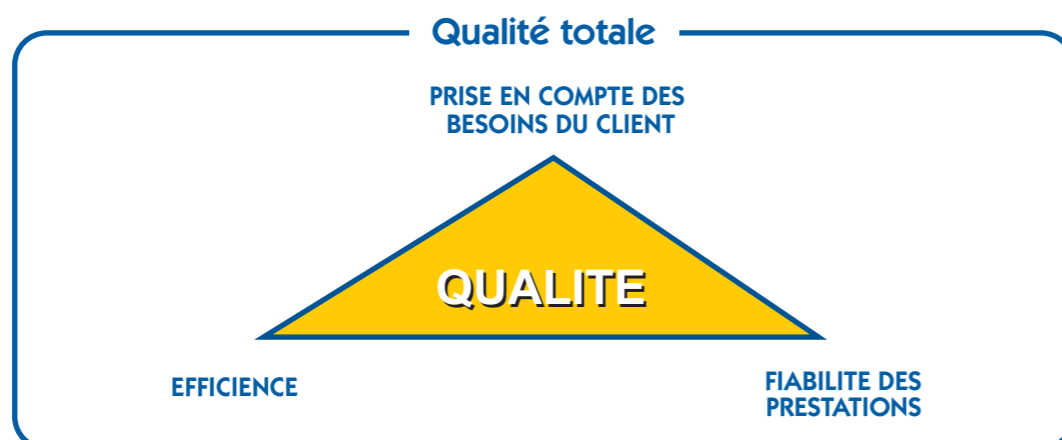 Qualité totale
PRISE EN COMPTE DES
BESOINS DU CLIENT
QUALITE
EFFICIENCE
FIABILITE DES
PRESTATIONS